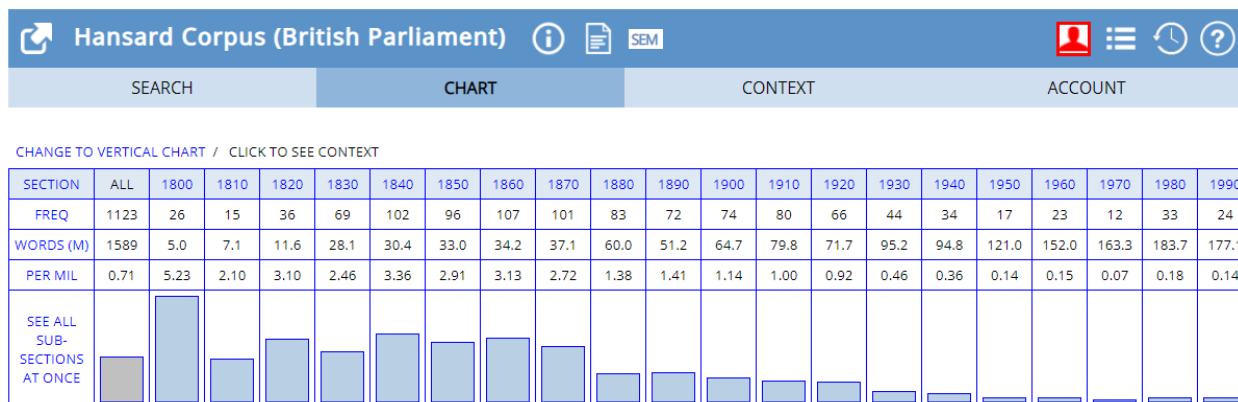 Hansard Corpus (British Parliament) i SEM ?
SEARCH CHART CONTEXT ACCOUNT
CHANGE TO VERTICAL CHART / CLICK TO SEE CONTEXT
SECTION ALL 1800 1810 1820 1830 1840 1850 1860 1870 1880 1890 1900 1910 1920 1930 1940 1950 1960 1970 1980 1990
FREQ 1123 26 15 36 69 102 96 107 101 83 72 74 80 66 44 34 17 23 12 33 24
WORDS (M) 1589 5.0 7.1 11.6 28.1 30.4 33.0 34.2 37.1 60.0 51.2 64.7 79.8 71.7 95.2 94.8 121.0 152.0 163.3 183.7 177.1
PER MIL 0.71 5.23 2.10 3.10 2.46 3.36 2.91 3.13 2.72 1.38 1.41 1.14 1.00 0.92 0.46 0.36 0.14 0.15 0.07 0.18 0.14
SEE ALL
SUB-
SECTIONS
AT ONCE